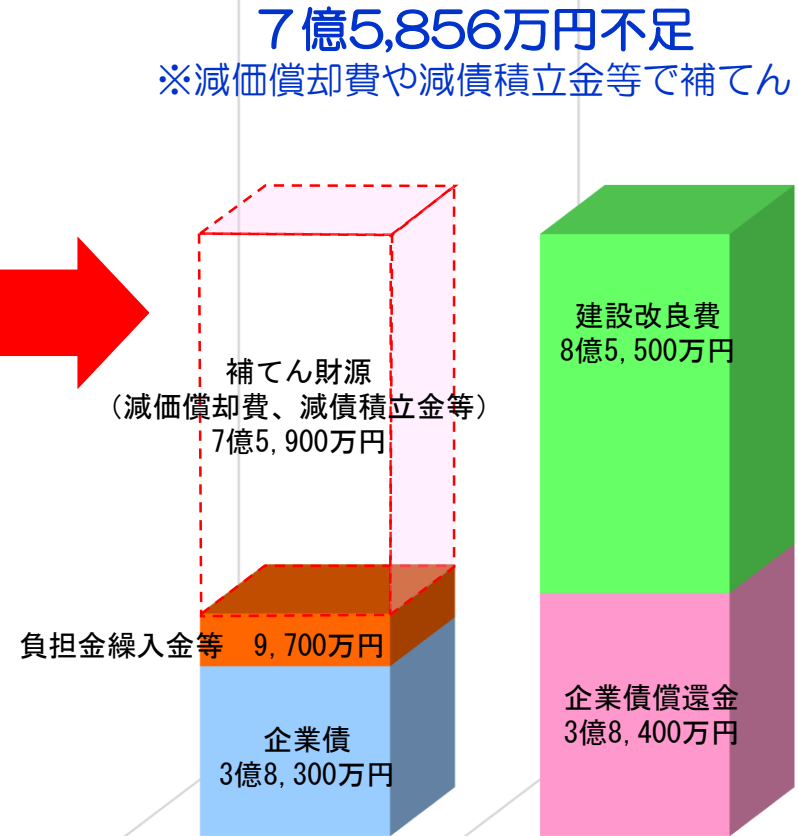 ７億5,856万円不足
※減価償却費や減債積立金等で補てん
補てん財源
（減価償却費、減債積立金等）
7億5,900万円
負担金繰入金等　9,700万円
企業債
3億8,300万円
建設改良費
8億5,500万円
企業債償還金
3億8,400万円